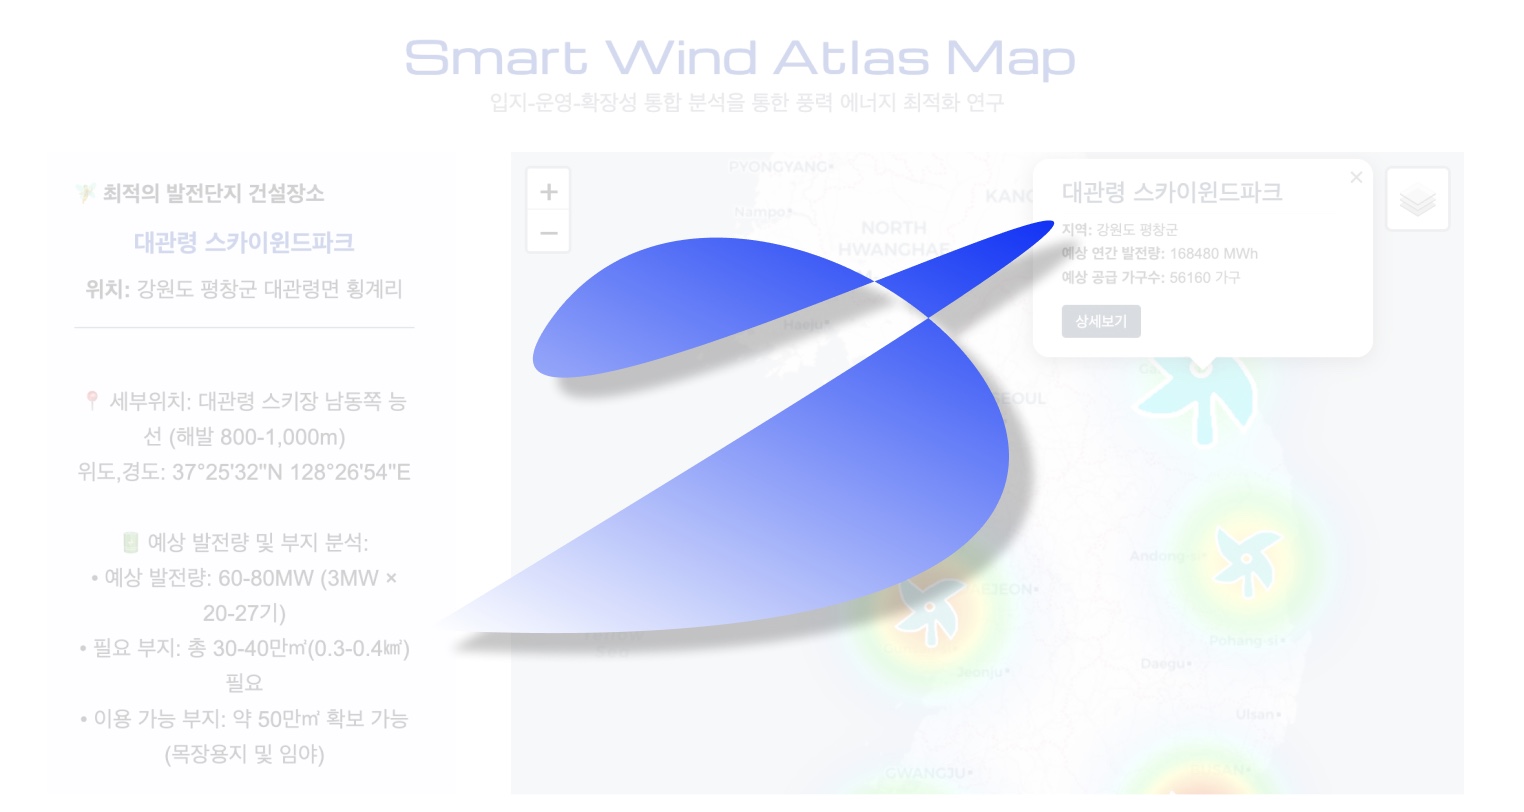 Smart Wind Atlas Map
입지-운영-확장성 통합 분석을 통한 풍력 에너지 최적화 연구
최적의 발전단지 건설장소
대관령 스카이윈드파크
위치: 강원도 평창군 대관령면 횡계리
📍 세부위치: 대관령 스키장 남동쪽 능
선 (해발 800-1,000m)
위도,경도: 37°25'32"N 128°26'54"E
🔋 예상 발전량 및 부지 분석:
• 예상 발전량: 60-80MW (3MW ×
20-27기)
• 필요 부지: 총 30-40만㎡(0.3-0.4㎢)
필요
• 이용 가능 부지: 약 50만㎡ 확보 가능
(목장용지 및 임야)
+
−
PYONGYANG
Nampo
NORTH
HWANGHAE
KANG
Haeju
EOUL
대관령 스카이윈드파크
×
지역: 강원도 평창군
예상 연간 발전량: 168480 MWh
예상 공급 가구수: 56160 가구
상세보기
Andong-si
EJEON
Pohang-si
Daegu
Jeonju
Ulsan
GWANGJU
BUSAN